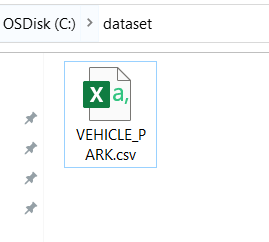 OSDisk (C:) > dataset
X a,
VEHICLE_P
ARK.csv